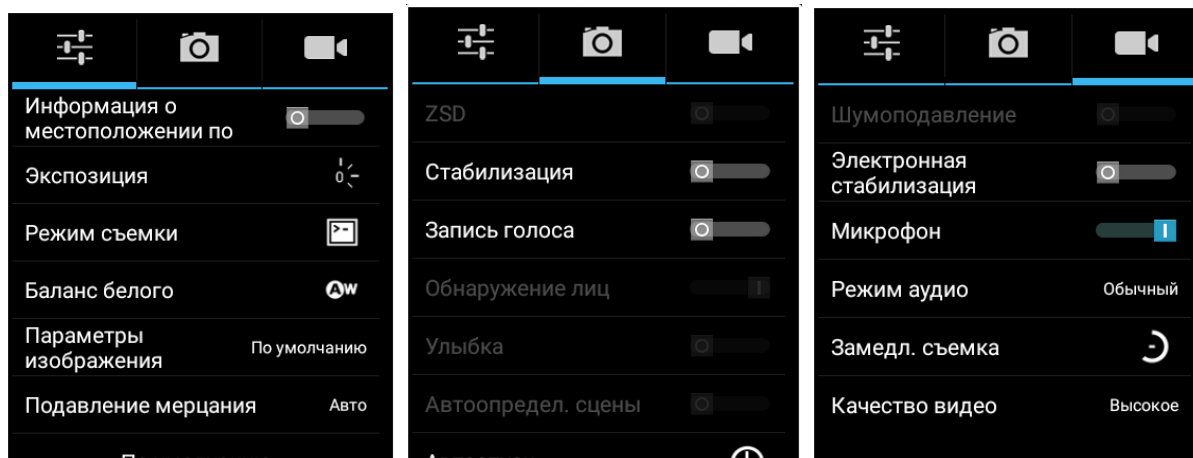 Информация о
местоположении по
Экспозиция
Режим съемки
Баланс белого
Параметры
изображения
По умолчанию
Подавление мерцания
Авто
ZSD
Стабилизация
Запись голоса
Обнаружение лиц
Улыбка
Автоопредел. сцены
Шумоподавление
Электронная
стабилизация
Микрофон
Режим аудио
Обычный
Замедл. съемка
Качество видео
Высокое